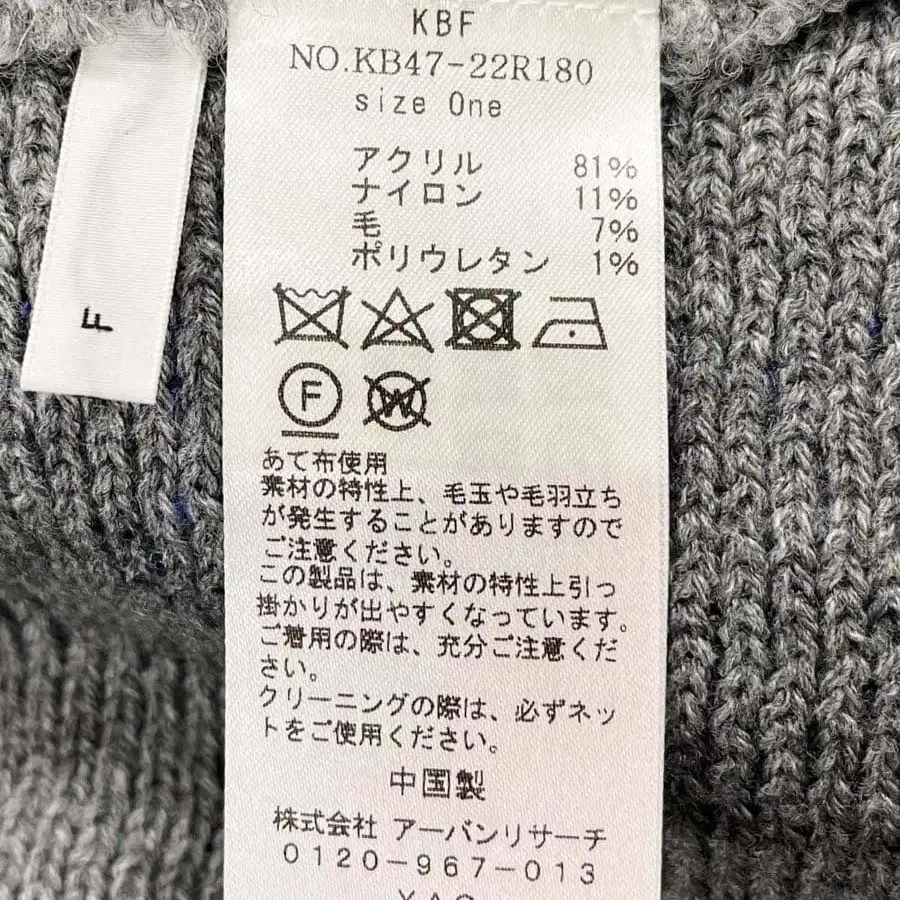 KBF
NO.KB47-22R180
size One
アクリル 81%
ナイロン 11%
毛 7%
ポリウレタン 1%
F
F W
あて布使用
素材の特性上、毛玉や毛羽立ち
が発生することがありますので
ご注意ください。
この製品は、素材の特性上引っ
掛かりが出やすくなっています。
ご着用の際は、充分ご注意くだ
さい。
クリーニングの際は、必ずネッ
トをご使用ください。
中国製
株式会社 アーバンリサーチ
0120-967-013